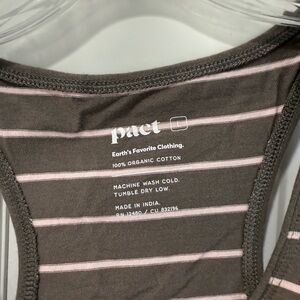 pact L
Earth's Favorite Clothing.
100% ORGANIC COTTON
MACHINE WASH COLD.
TUMBLE DRY LOW.
MADE IN INDIA.